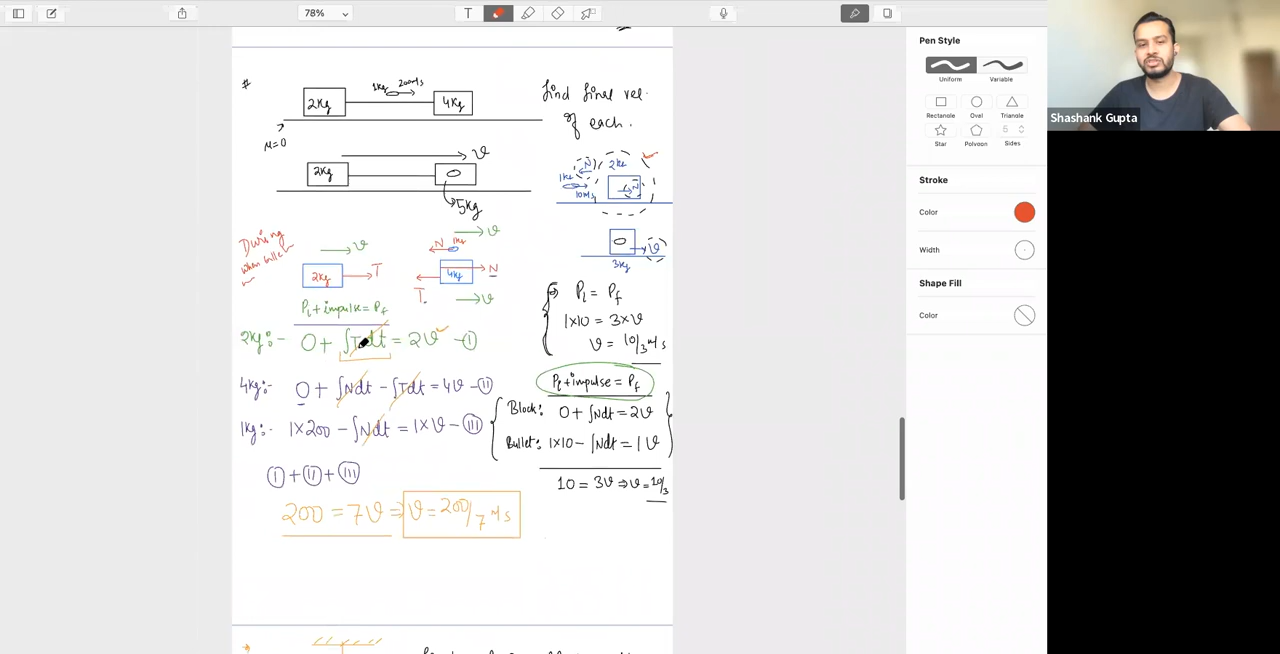 78%
T
#
1kg 200m/s
2kg
4kg
μ=0
find final vel.
of each.
2kg
v
5kg
1kg
N
2kg
N
10m/s
v
3kg
During
when bullet
v
2kg
T
N 1kg
v
4kg
N
T
v
Pi + impulse = Pf
2kg:- 0 + ∫Tdt = 2v - I
4kg:- 0 + ∫Ndt - ∫Tdt = 4v - II
1kg:- 1×200 - ∫Ndt = 1×v - III
I + II + III
200 = 7v ⇒ v = 200/7 m/s
Pi = Pf
1×10 = 3×v
v = 10/3 m/s
Pi + impulse = Pf
Block: 0 + ∫Ndt = 2v
Bullet: 1×10 - ∫Ndt = 1v
10 = 3v ⇒ v = 10/3
Pen Style
Uniform
Variable
Rectangle
Oval
Triangle
Star
Polygon
5
Sides
Stroke
Color
Width
Shape Fill
Color
Shashank Gupta